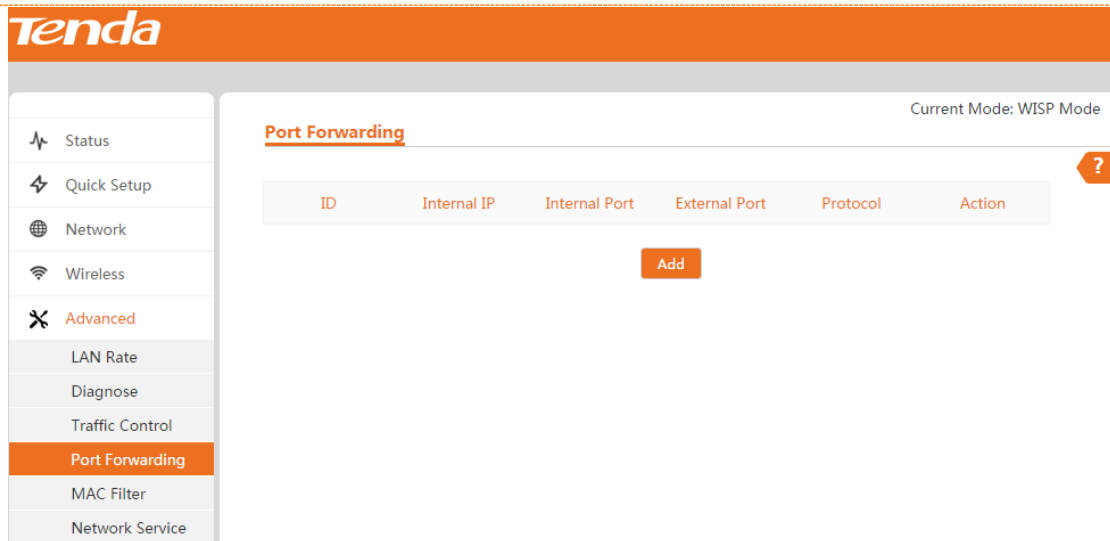 Tenda
Current Mode: WISP Mode
Port Forwarding
?
Status
Quick Setup
Network
Wireless
Advanced
LAN Rate
Diagnose
Traffic Control
Port Forwarding
MAC Filter
Network Service
ID Internal IP Internal Port External Port Protocol Action
Add